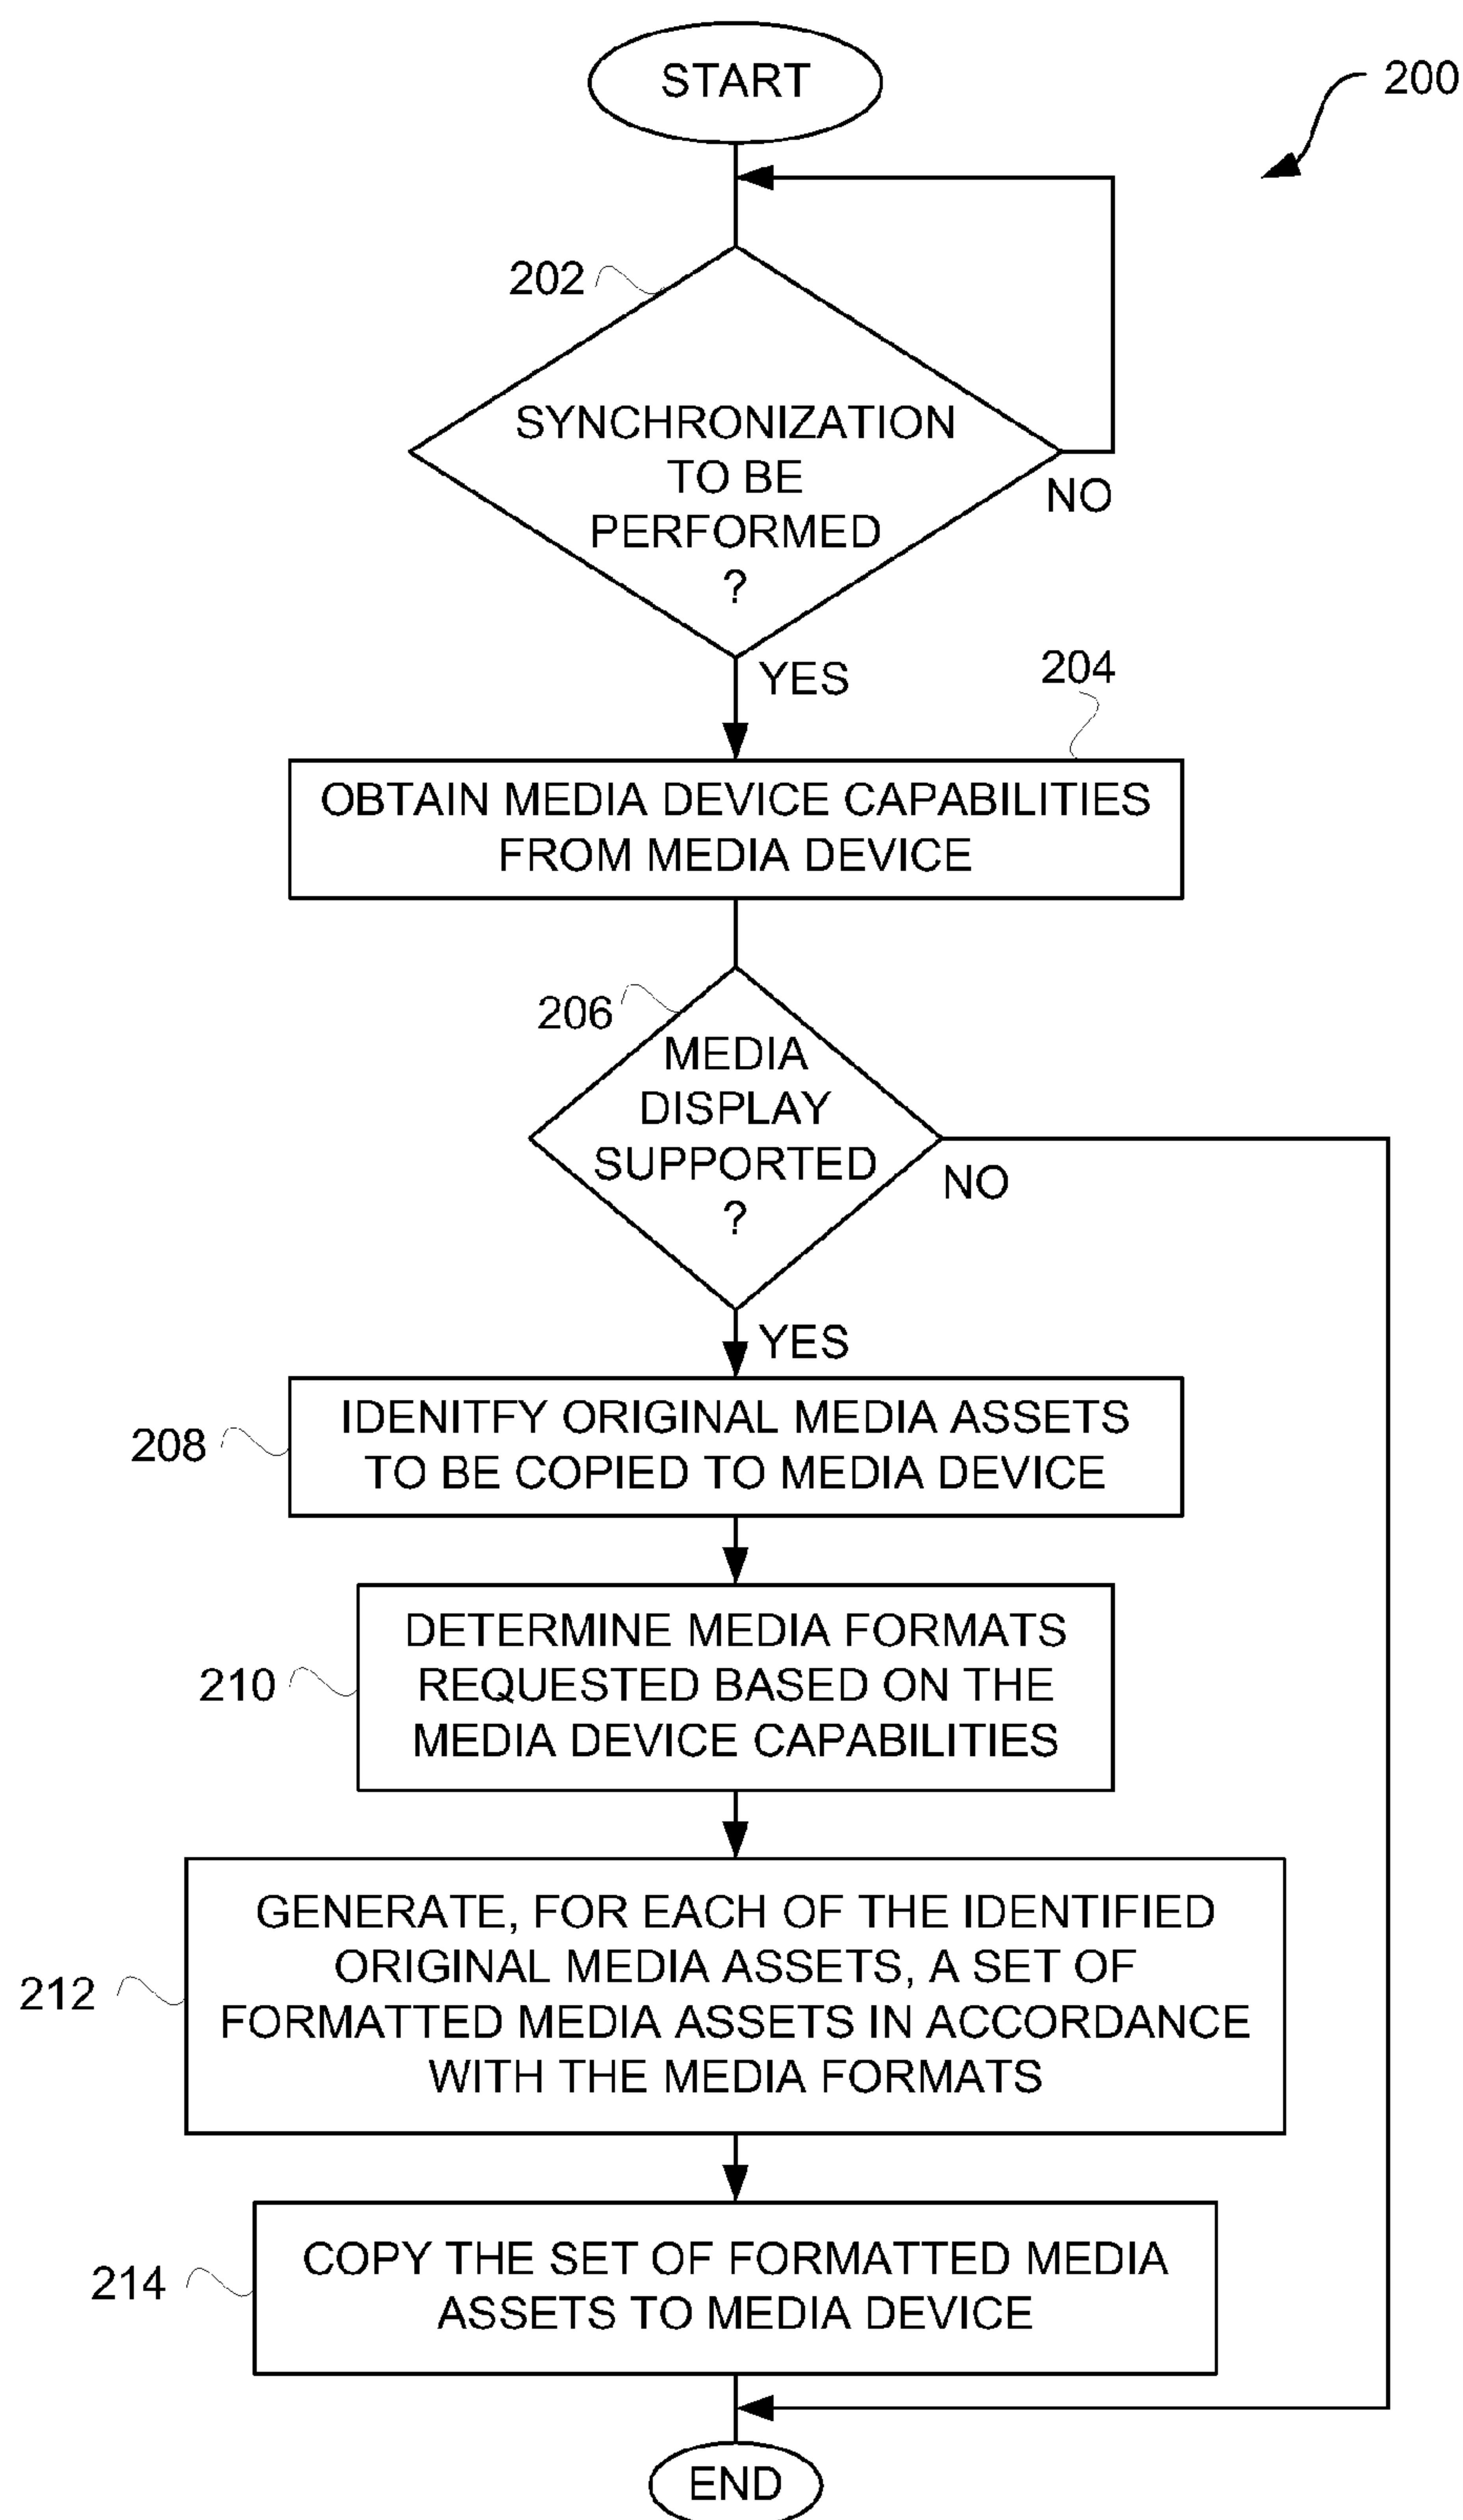 START
200
202
SYNCHRONIZATION
TO BE
PERFORMED
?
NO
YES
204
OBTAIN MEDIA DEVICE CAPABILITIES
FROM MEDIA DEVICE
206
MEDIA
DISPLAY
SUPPORTED
?
NO
YES
208
IDENITFY ORIGINAL MEDIA ASSETS
TO BE COPIED TO MEDIA DEVICE
210
DETERMINE MEDIA FORMATS
REQUESTED BASED ON THE
MEDIA DEVICE CAPABILITIES
212
GENERATE, FOR EACH OF THE IDENTIFIED
ORIGINAL MEDIA ASSETS, A SET OF
FORMATTED MEDIA ASSETS IN ACCORDANCE
WITH THE MEDIA FORMATS
214
COPY THE SET OF FORMATTED MEDIA
ASSETS TO MEDIA DEVICE
END